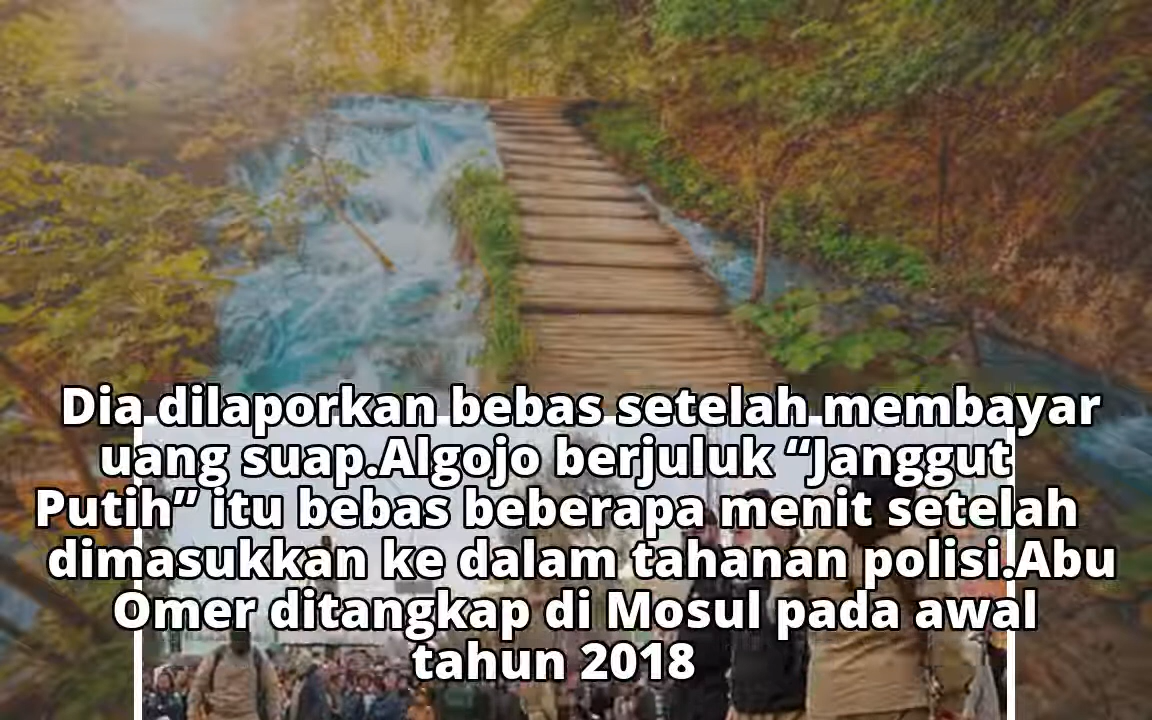 Dia dilaporkan bebas setelah membayar
uang suap.Algojo berjuluk “Janggut
Putih” itu bebas beberapa menit setelah
dimasukkan ke dalam tahanan polisi.Abu
Omer ditangkap di Mosul pada awal
tahun 2018